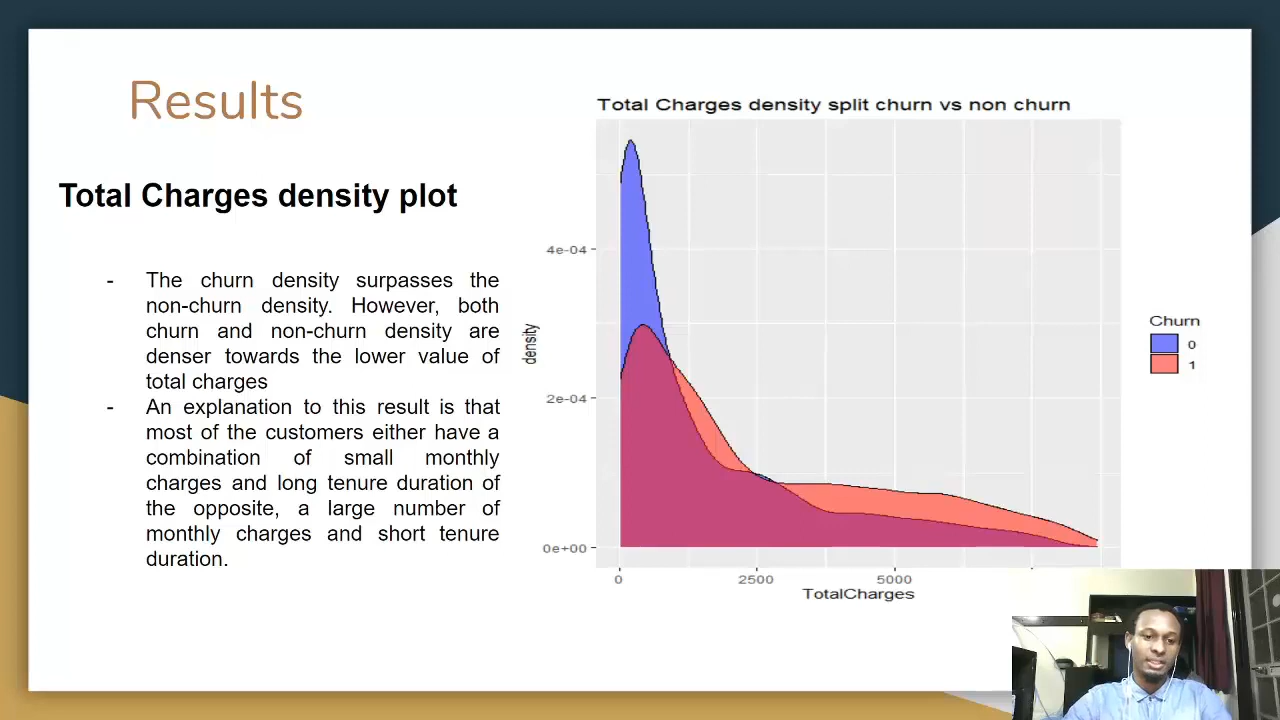 Results
Total Charges density plot
- The churn density surpasses the
non-churn density. However, both
churn and non-churn density are
denser towards the lower value of
total charges
- An explanation to this result is that
most of the customers either have a
combination of small monthly
charges and long tenure duration of
the opposite, a large number of
monthly charges and short tenure
duration.
Total Charges density split churn vs non churn
4e-04
2e-04
0e+00
density
0 2500 5000
TotalCharges
Churn
0
1